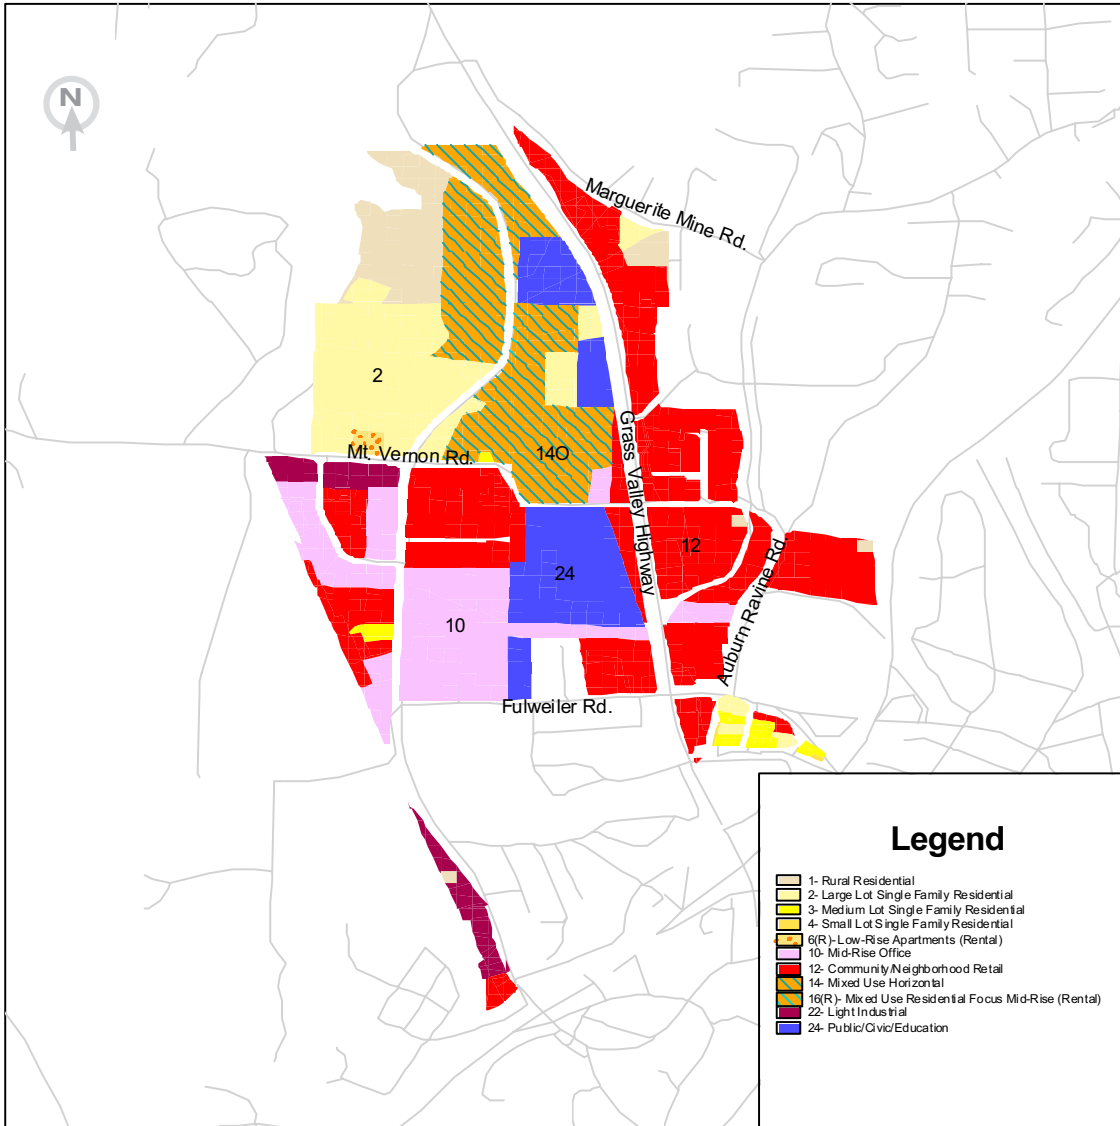 N
Marguerite Mine Rd.
2
Grass Valley Highway
Mt. Vernon Rd.
14O
12
Auburn Ravine Rd.
24
10
Fulweiler Rd.
Legend
1- Rural Residential
2- Large Lot Single Family Residential
3- Medium Lot Single Family Residential
4- Small Lot Single Family Residential
6(R)- Low-Rise Apartments (Rental)
10- Mid-Rise Office
12- Community/Neighborhood Retail
14- Mixed Use Horizontal
16(R)- Mixed Use Residential Focus Mid-Rise (Rental)
22- Light Industrial
24- Public/Civic/Education